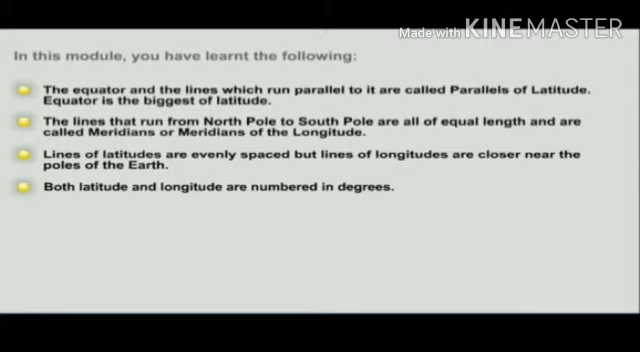 Made with KINEMASTER
In this module, you have learnt the following:
The equator and the lines which run parallel to it are called Parallels of Latitude.
Equator is the biggest of latitude.
The lines that run from North Pole to South Pole are all of equal length and are
called Meridians or Meridians of the Longitude.
Lines of latitudes are evenly spaced but lines of longitudes are closer near the
poles of the Earth.
Both latitude and longitude are numbered in degrees.